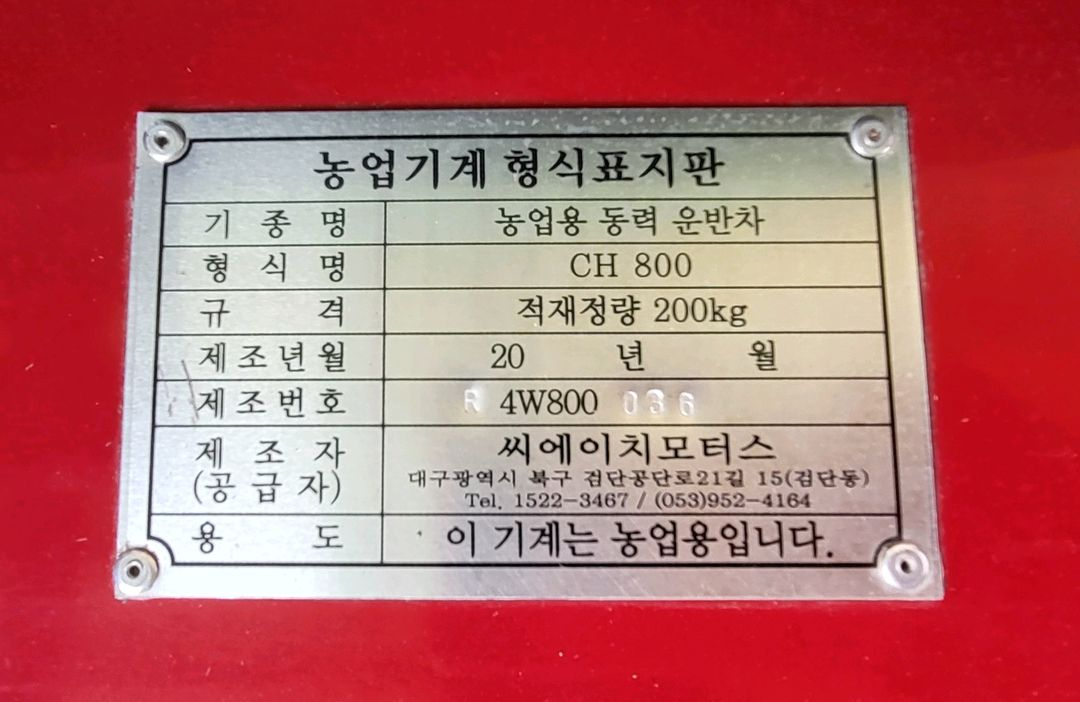 농업기계 형식표지판
기종명 농업용 동력 운반차
형식명 CH 800
규격 적재정량 200kg
제조년월 20 년 월
제조번호 R 4W800 036
제조자 씨에이치모터스
(공급자) 대구광역시 북구 검단공단로21길 15(검단동)
Tel. 1522-3467 / (053)952-4164
용도 이 기계는 농업용입니다.